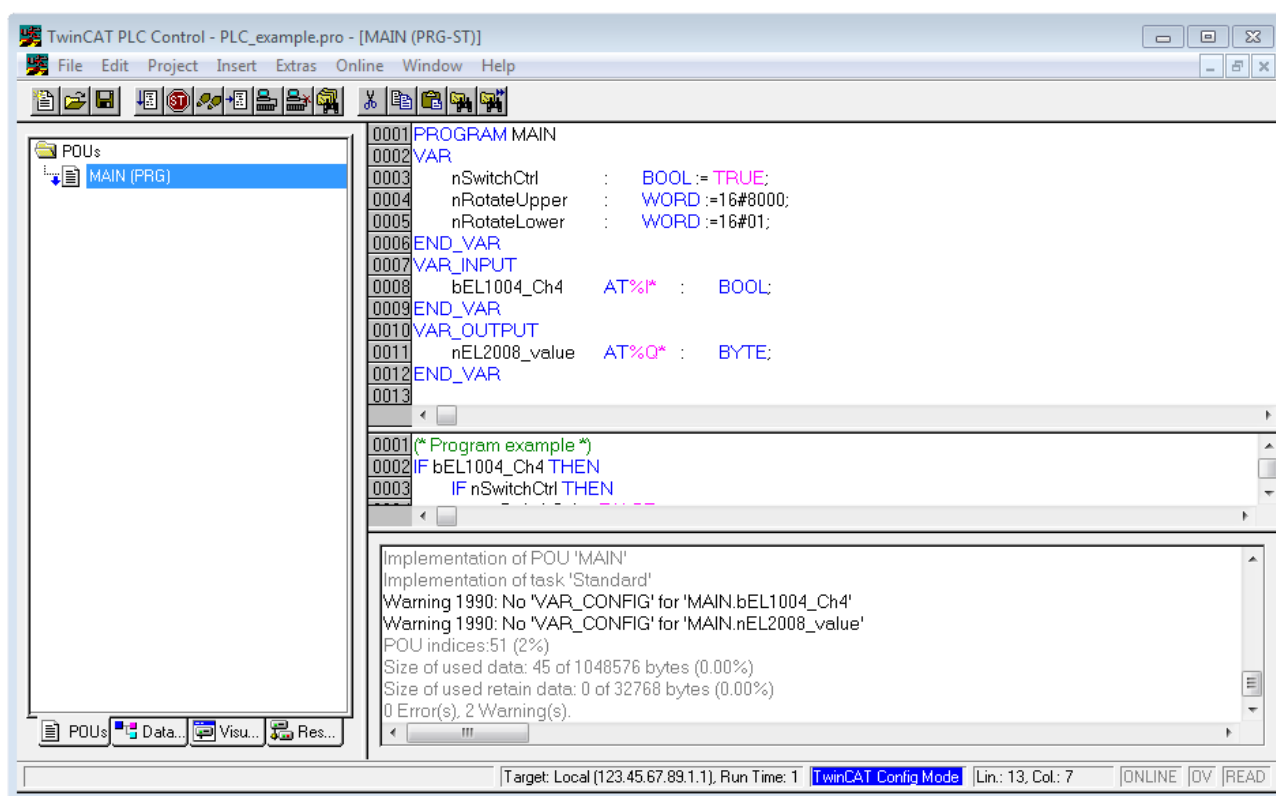 TwinCAT PLC Control - PLC_example.pro - [MAIN (PRG-ST)]
File Edit Project Insert Extras Online Window Help
POUs
MAIN (PRG)
0001 PROGRAM MAIN
0002 VAR
0003 nSwitchCtrl : BOOL := TRUE;
0004 nRotateUpper : WORD :=16#8000;
0005 nRotateLower : WORD :=16#01;
0006 END_VAR
0007 VAR_INPUT
0008 bEL1004_Ch4 AT%I* : BOOL;
0009 END_VAR
0010 VAR_OUTPUT
0011 nEL2008_value AT%Q* : BYTE;
0012 END_VAR
0013
0001 (* Program example *)
0002 IF bEL1004_Ch4 THEN
0003 IF nSwitchCtrl THEN
Implementation of POU 'MAIN'
Implementation of task 'Standard'
Warning 1990: No 'VAR_CONFIG' for 'MAIN.bEL1004_Ch4'
Warning 1990: No 'VAR_CONFIG' for 'MAIN.nEL2008_value'
POU indices:51 (2%)
Size of used data: 45 of 1048576 bytes (0.00%)
Size of used retain data: 0 of 32768 bytes (0.00%)
0 Error(s), 2 Warning(s).
POUs Data... Visu... Res...
Target: Local (123.45.67.89.1.1), Run Time: 1 TwinCAT Config Mode Lin.: 13, Col.: 7 ONLINE OV READ